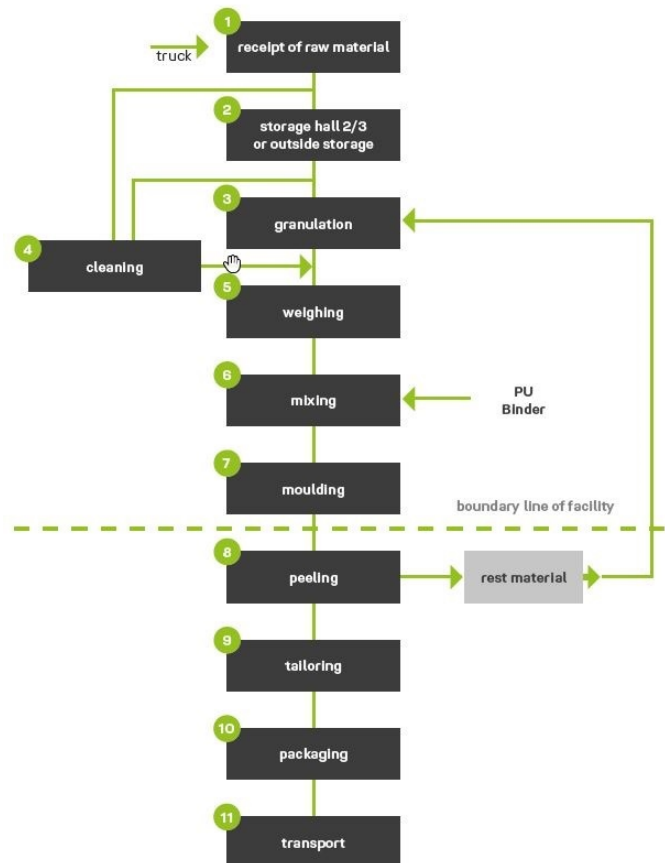 1
receipt of raw material
truck
2
storage hall 2/3
or outside storage
3
granulation
4
cleaning
5
weighing
6
mixing
PU
Binder
7
moulding
boundary line of facility
8
peeling
rest material
9
tailoring
10
packaging
11
transport